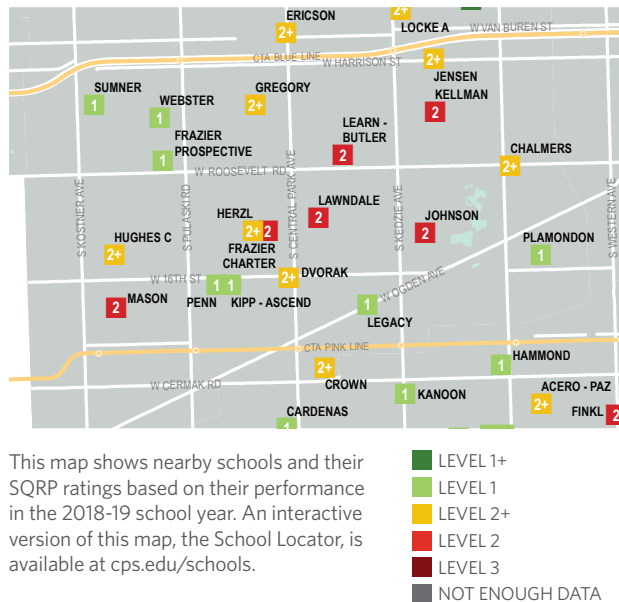 ERICSON
2+
2+
LOCKE A
W VAN BUREN ST
CTA BLUE LINE
W HARRISON ST
2+
JENSEN
SUMNER
1
WEBSTER
1
GREGORY
2+
KELLMAN
2
FRAZIER
PROSPECTIVE
1
LEARN -
BUTLER
2
CHALMERS
2+
W ROOSEVELT RD
S KOSTNER AVE
S PULASKI RD
S CENTRAL PARK AVE
S KEDZIE AVE
S WESTERN AVE
HUGHES C
2+
HERZL
2+
2
FRAZIER
CHARTER
LAWNDALE
2
JOHNSON
2
PLAMONDON
1
W 16TH ST
2+
DVORAK
W OGDEN AVE
MASON
2
PENN
1
1
KIPP - ASCEND
1
LEGACY
CTA PINK LINE
2+
CROWN
HAMMOND
1
W CERMAK RD
1
KANOON
ACERO - PAZ
2+
FINKL
2
CARDENAS
1
This map shows nearby schools and their
SQRP ratings based on their performance
in the 2018-19 school year. An interactive
version of this map, the School Locator, is
available at cps.edu/schools.
LEVEL 1+
LEVEL 1
LEVEL 2+
LEVEL 2
LEVEL 3
NOT ENOUGH DATA